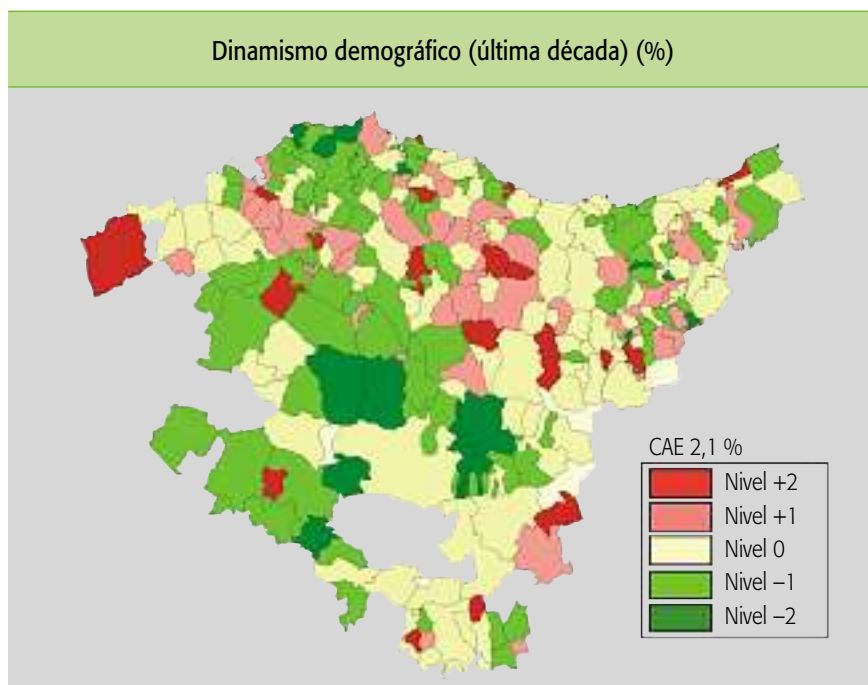 Dinamismo demográfico (última década) (%)
CAE 2,1 %
Nivel +2
Nivel +1
Nivel 0
Nivel –1
Nivel –2